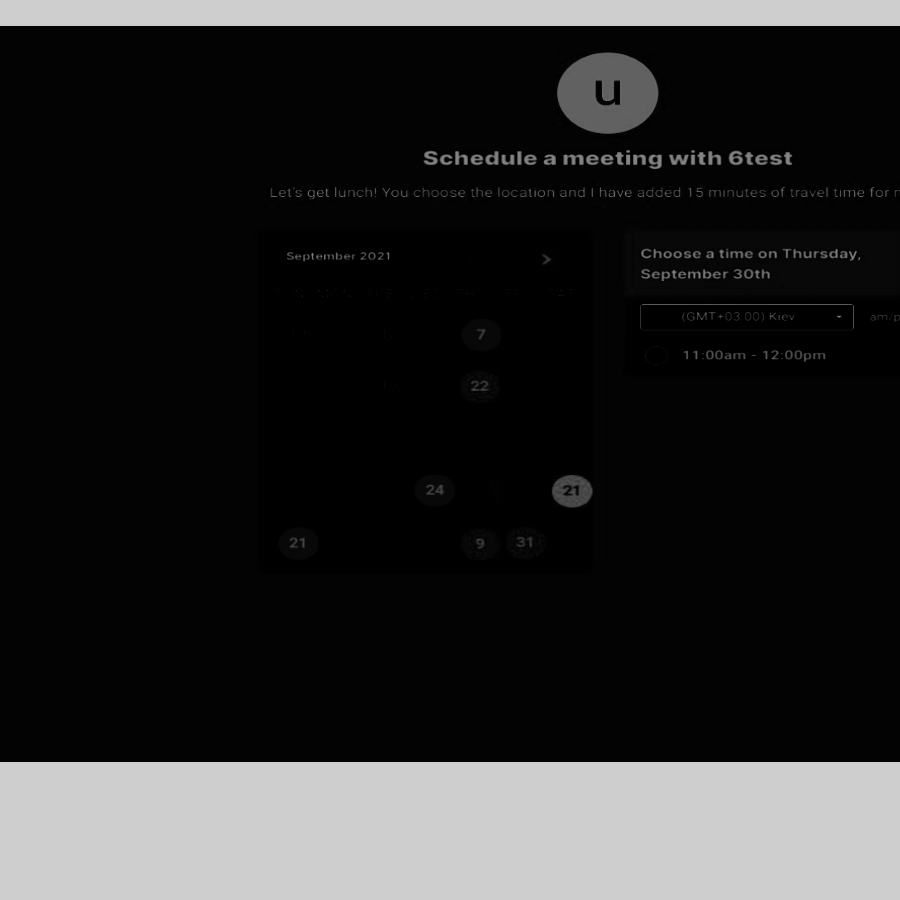 u
Schedule a meeting with 6test
Let's get lunch! You choose the location and I have added 15 minutes of travel time for
September 2021
7
22
24
21
21
9
31
Choose a time on Thursday,
September 30th
(GMT+03:00) Kiev
am/p
11:00am - 12:00pm